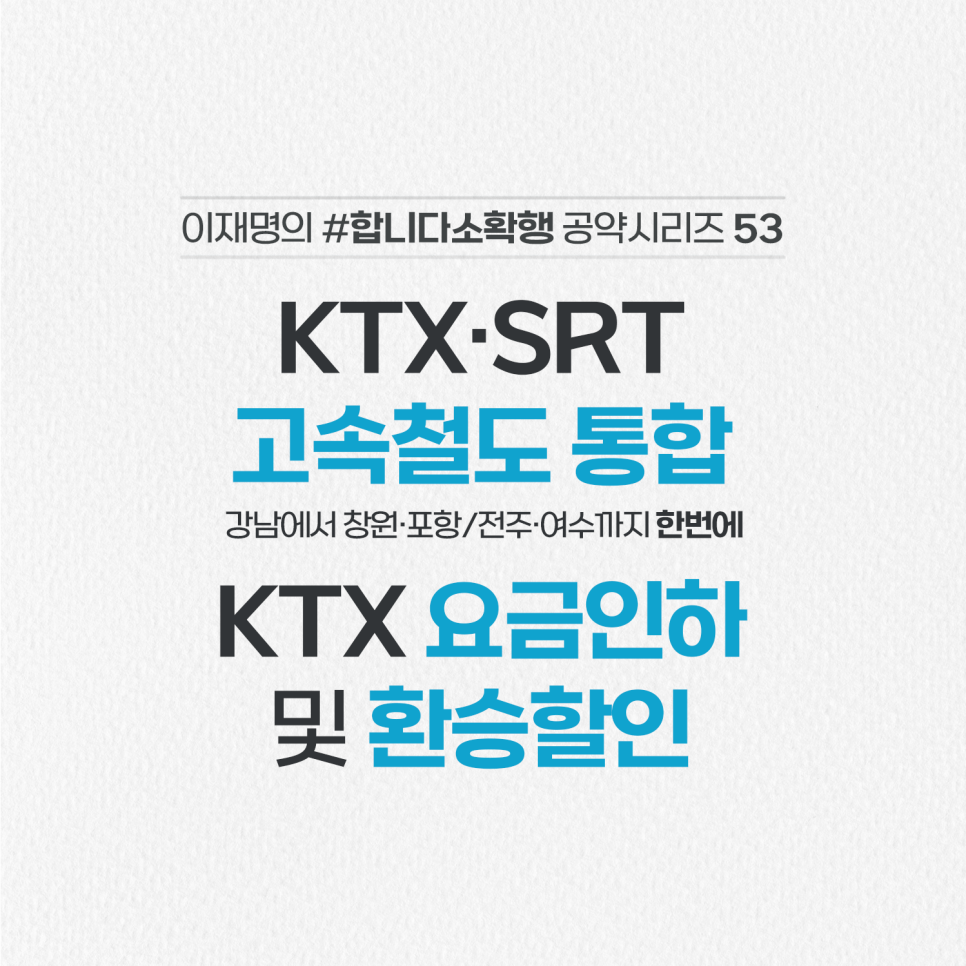 이재명의 #합니다소확행 공약시리즈 53
KTX·SRT
고속철도 통합
강남에서 창원·포항/전주·여수까지 한번에
KTX 요금인하
및 환승할인